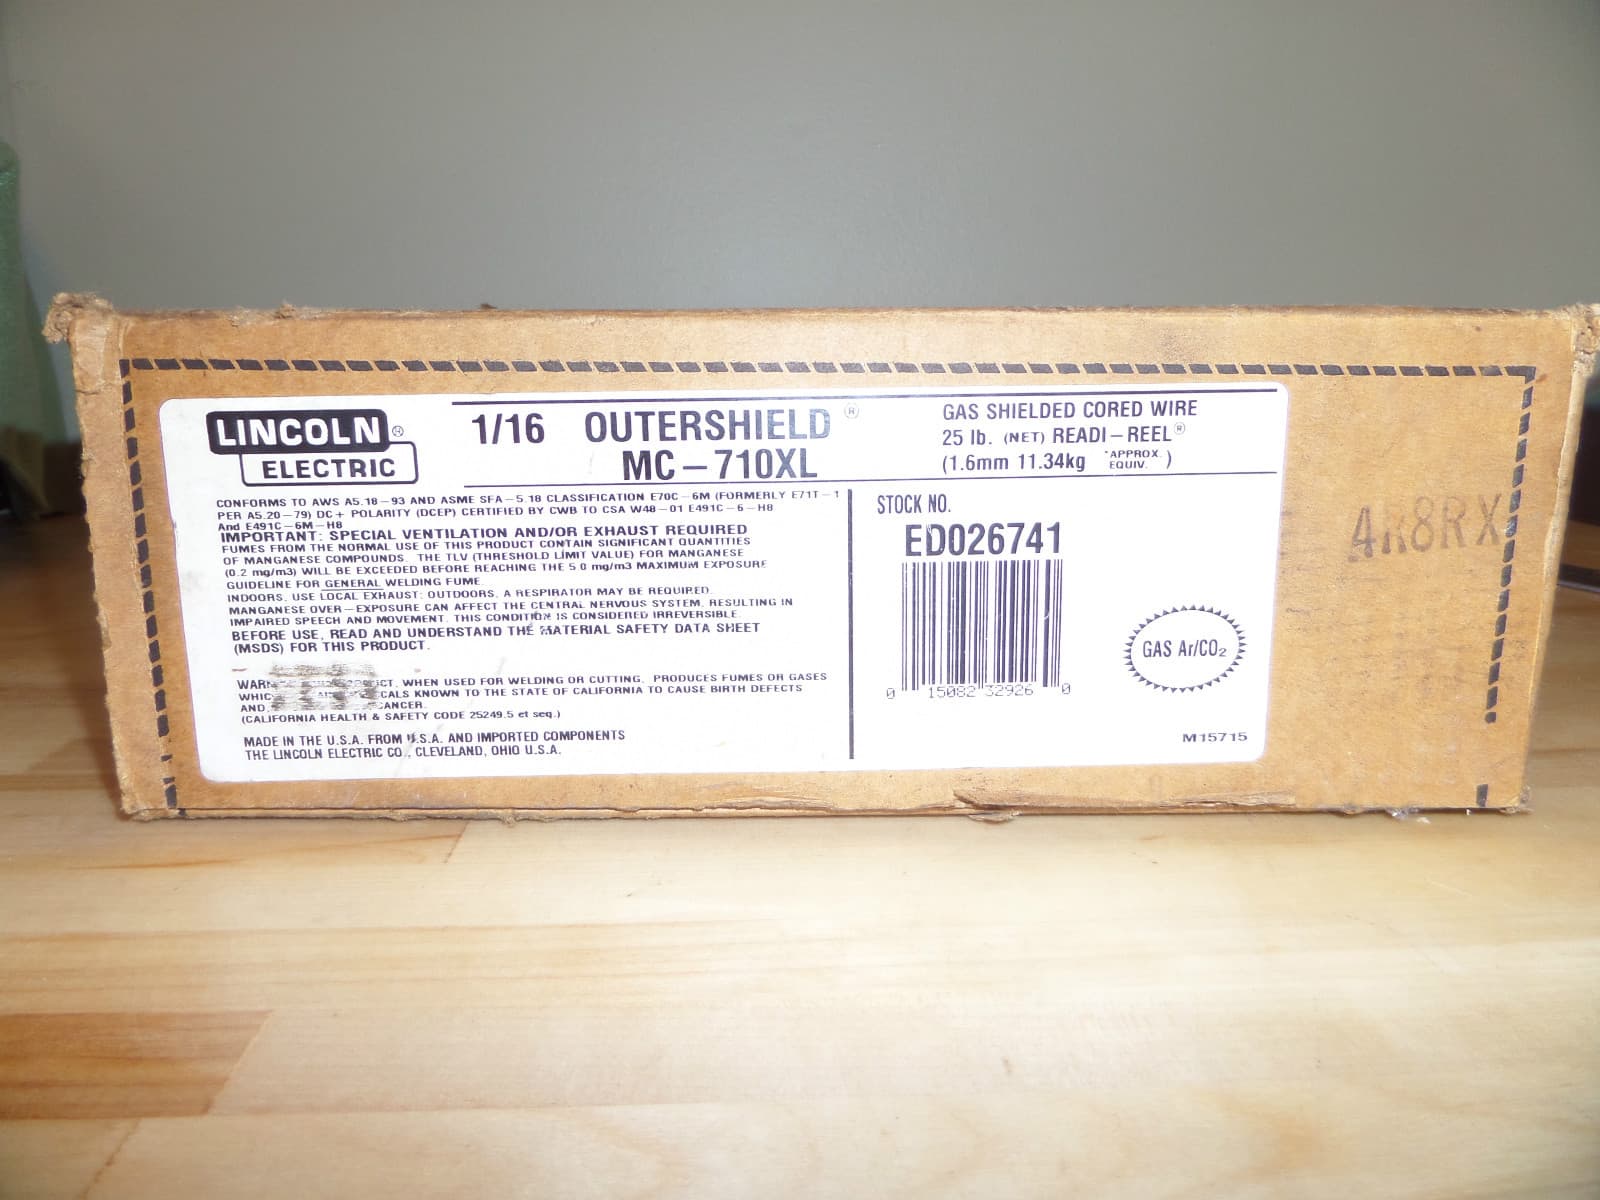 LINCOLN ®
ELECTRIC
1/16 OUTERSHIELD ®
MC-710XL
GAS SHIELDED CORED WIRE
25 lb. (NET) READI-REEL®
(1.6mm 11.34kg *APPROX. EQUIV. )
CONFORMS TO AWS A5.18-93 AND ASME SFA-5.18 CLASSIFICATION E70C-6M (FORMERLY E71T-1
PER A5.20-79) DC+ POLARITY (DCEP) CERTIFIED BY CWB TO CSA W48-01 E491C-6-H8
And E491C-6M-H8
IMPORTANT: SPECIAL VENTILATION AND/OR EXHAUST REQUIRED
FUMES FROM THE NORMAL USE OF THIS PRODUCT CONTAIN SIGNIFICANT QUANTITIES
OF MANGANESE COMPOUNDS. THE TLV (THRESHOLD LIMIT VALUE) FOR MANGANESE
(0.2 mg/m3) WILL BE EXCEEDED BEFORE REACHING THE 5.0 mg/m3 MAXIMUM EXPOSURE
GUIDELINE FOR GENERAL WELDING FUME.
INDOORS, USE LOCAL EXHAUST: OUTDOORS, A RESPIRATOR MAY BE REQUIRED.
MANGANESE OVER-EXPOSURE CAN AFFECT THE CENTRAL NERVOUS SYSTEM, RESULTING IN
IMPAIRED SPEECH AND MOVEMENT. THIS CONDITION IS CONSIDERED IRREVERSIBLE.
BEFORE USE, READ AND UNDERSTAND THE MATERIAL SAFETY DATA SHEET
(MSDS) FOR THIS PRODUCT.
WHEN USED FOR WELDING OR CUTTING, PRODUCES FUMES OR GASES
KNOWN TO THE STATE OF CALIFORNIA TO CAUSE BIRTH DEFECTS
AND
(CALIFORNIA HEALTH & SAFETY CODE 25249.5 et seq.)
MADE IN THE U.S.A. FROM U.S.A. AND IMPORTED COMPONENTS
THE LINCOLN ELECTRIC CO., CLEVELAND, OHIO U.S.A.
STOCK NO.
ED026741
0 15082 32926 0
GAS Ar/CO₂
M15715
4R8RX